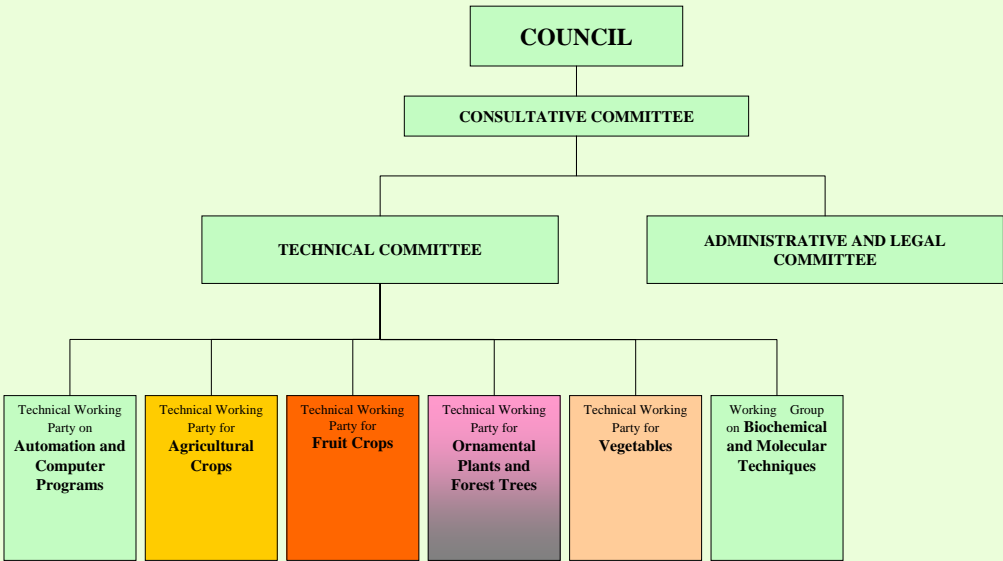 COUNCIL
CONSULTATIVE COMMITTEE
TECHNICAL COMMITTEE
ADMINISTRATIVE AND LEGAL
COMMITTEE
Technical Working
Party on
Automation and
Computer
Programs
Technical Working
Party for
Agricultural
Crops
Technical Working
Party for
Fruit Crops
Technical Working
Party for
Ornamental
Plants and
Forest Trees
Technical Working
Party for
Vegetables
Working Group
on Biochemical
and Molecular
Techniques